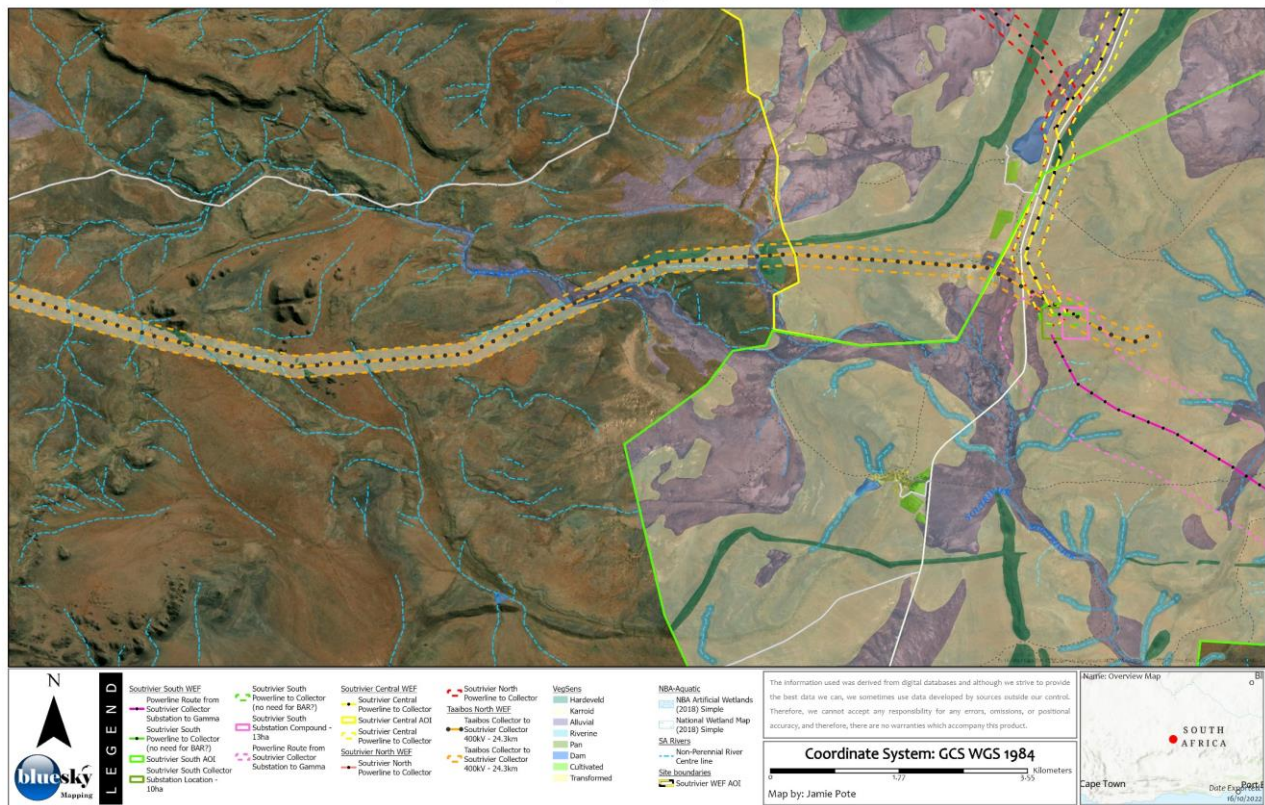 N
bluesky
Mapping
LEGEND
Soutrivier South WEF
Powerline Route from
Soutrivier Collector
Substation to Gamma
Soutrivier South
Powerline to Collector
(no need for BAR?)
Soutrivier South AOI
Soutrivier South Collector
Substation Location -
10ha
Soutrivier South
Powerline to Collector
(no need for BAR?)
Soutrivier South
Substation Compound -
13ha
Powerline Route from
Soutrivier Collector
Substation to Gamma
Soutrivier Central WEF
Soutrivier Central
Powerline to Collector
Soutrivier Central AOI
Soutrivier Central
Powerline to Collector
Soutrivier North WEF
Soutrivier North
Powerline to Collector
Soutrivier North
Powerline to Collector
Taaibos North WEF
Taaibos Collector to
Soutrivier Collector
400kV - 24.3km
Taaibos Collector to
Soutrivier Collector
400kV - 24.3km
VegSens
Hardeveld
Karroid
Alluvial
Riverine
Pan
Dam
Cultivated
Transformed
NBA-Aquatic
NBA Artificial Wetlands
(2018) Simple
National Wetland Map
(2018) Simple
SA Rivers
Non-Perennial River
Centre line
Site boundaries
Soutrivier WEF AOI
The information used was derived from digital databases and although we strive to provide
the best data we can, we sometimes use data developed by sources outside our control.
Therefore, we cannot accept any responsibility for any errors, omissions, or positional
accuracy, and therefore, there are no warranties which accompany this product.
Coordinate System: GCS WGS 1984
0 1.77 3.55 Kilometers
Map by: Jamie Pote
Name: Overview Map
Bl
SOUTH
AFRICA
Cape Town
Port E
Date Exported:
16/10/2022